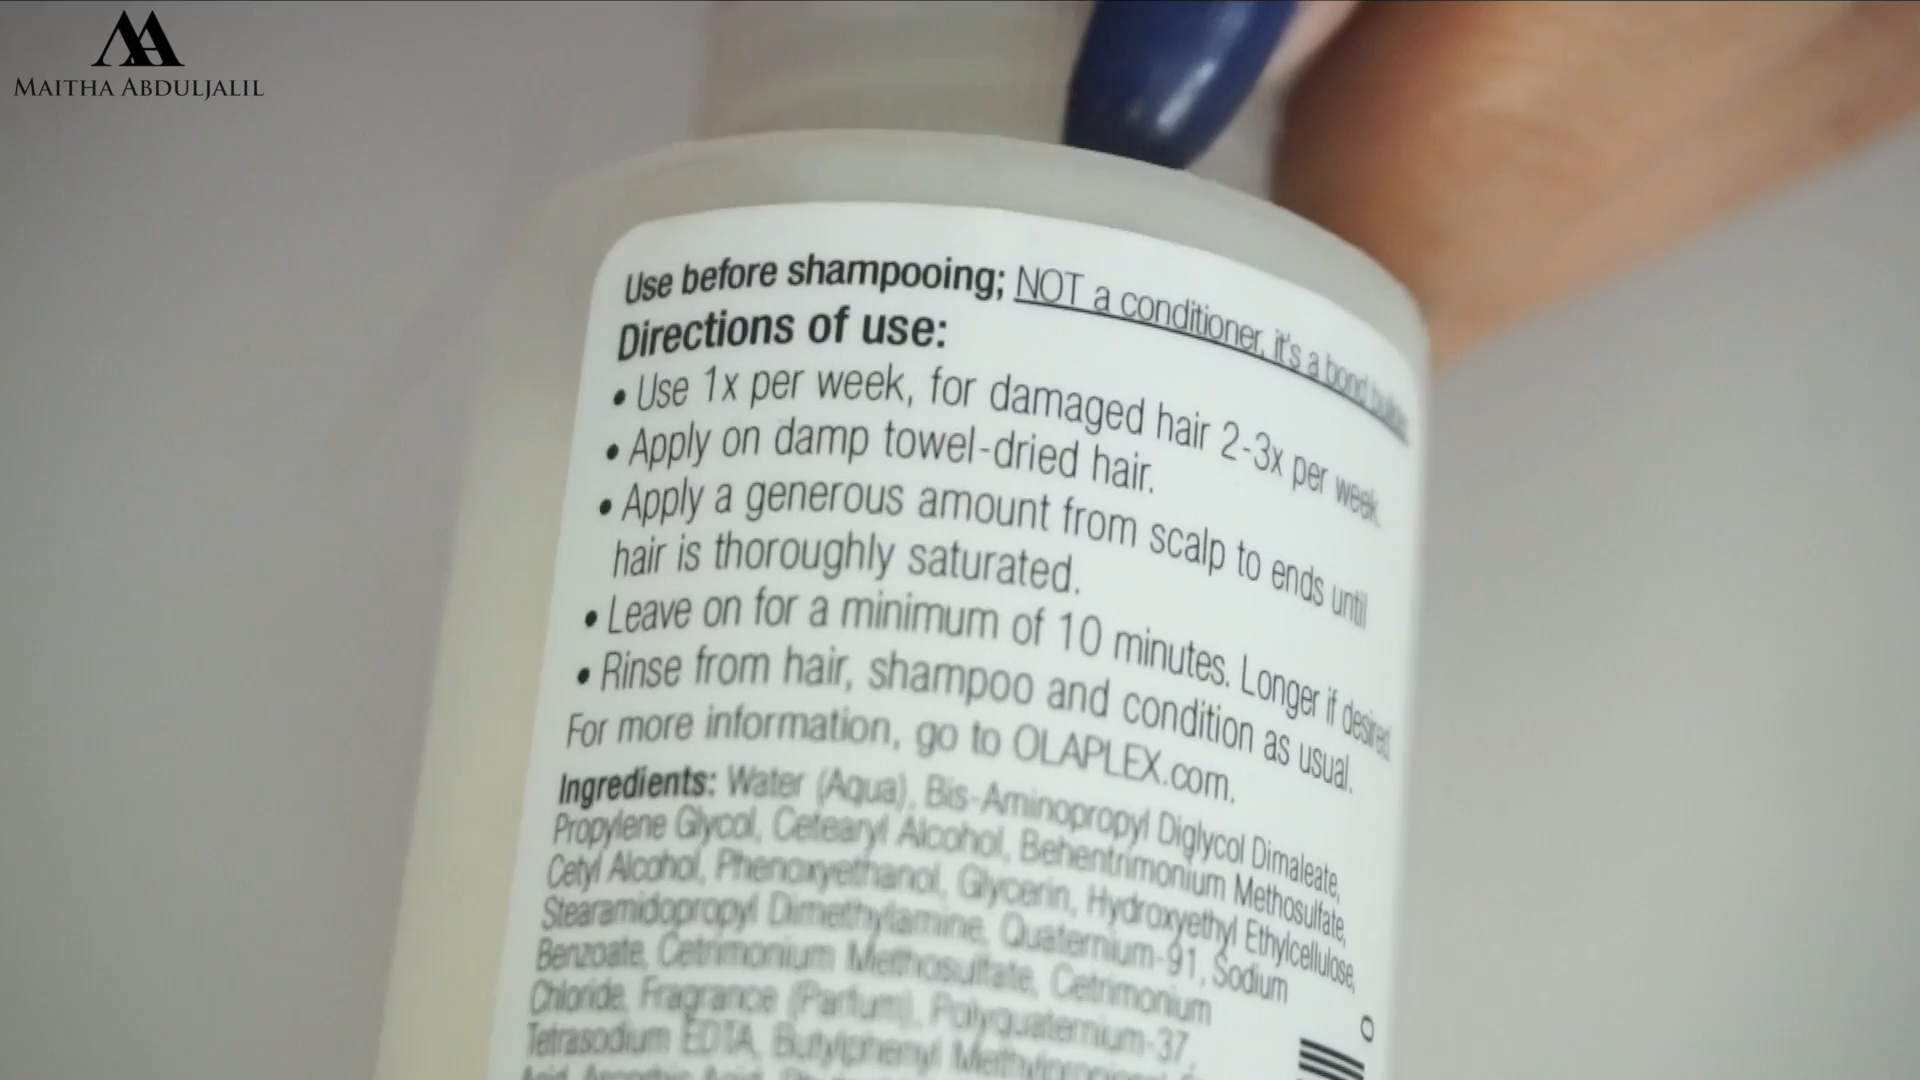 MAITHA ABDULJALIL
Use before shampooing; NOT a conditioner, it's a bond builder.
Directions of use:
• Use 1x per week, for damaged hair 2-3x per week.
• Apply on damp towel-dried hair.
• Apply a generous amount from scalp to ends until
hair is thoroughly saturated.
• Leave on for a minimum of 10 minutes. Longer if desired
• Rinse from hair, shampoo and condition as usual.
For more information, go to OLAPLEX.com.
Ingredients: Water (Aqua), Bis-Aminopropyl Diglycol Dimaleate,
Propylene Glycol, Cetearyl Alcohol, Behentrimonium Methosulfate,
Cetyl Alcohol, Phenoxyethanol, Glycerin, Hydroxyethyl Ethylcellulose,
Stearamidopropyl Dimethylamine, Quaternium-91, Sodium
Benzoate, Cetrimonium Methosulfate, Cetrimonium
Chloride, Fragrance (Parfum), Polyquaternium-37,
Tetrasodium EDTA, Butylphenyl
0